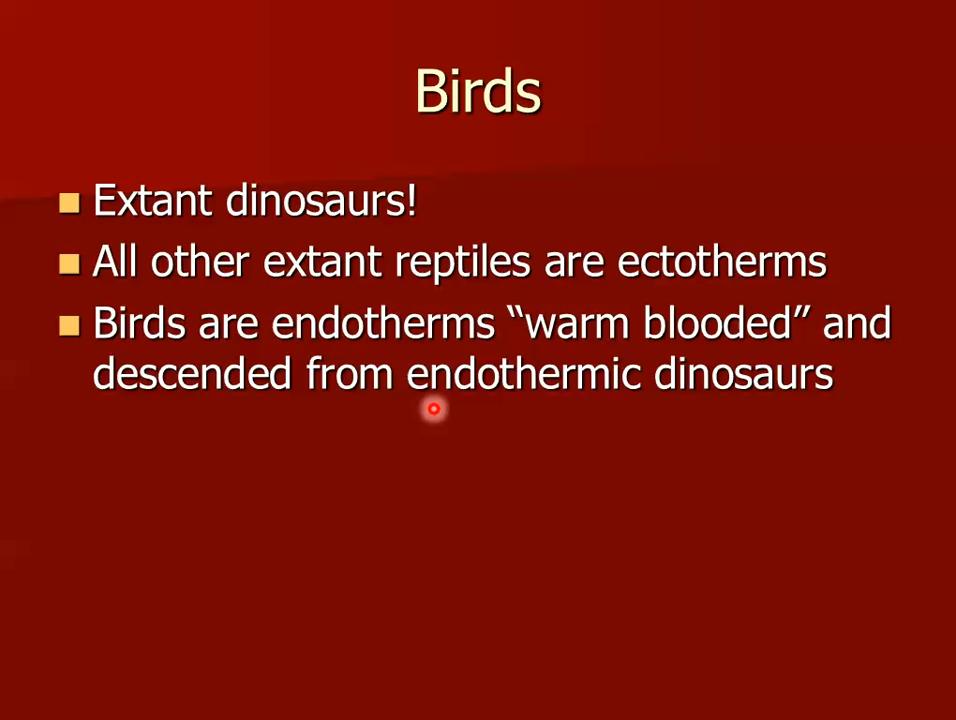 Birds
Extant dinosaurs!
All other extant reptiles are ectotherms
Birds are endotherms “warm blooded” and
descended from endothermic dinosaurs